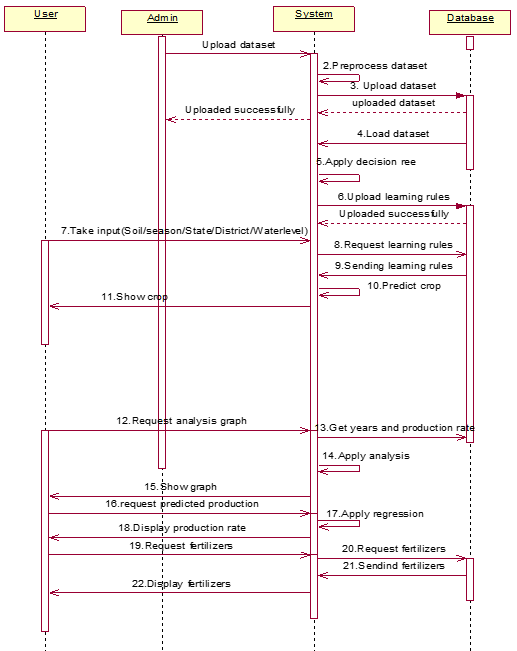 User
Admin
System
Database
Upload dataset
2.Preprocess dataset
3. Upload dataset
uploaded dataset
Uploaded successfully
4.Load dataset
5.Apply decision ree
6.Upload learning rules
Uploaded successfully
7.Take input(Soil/season/State/District/Waterlevel)
8.Request learning rules
9.Sending learning rules
10.Predict crop
11.Show crop
12.Request analysis graph
13.Get years and production rate
14.Apply analysis
15.Show graph
16.request predicted production
17.Apply regression
18.Display production rate
19.Request fertilizers
20.Request fertilizers
21.Sendind fertilizers
22.Display fertilizers